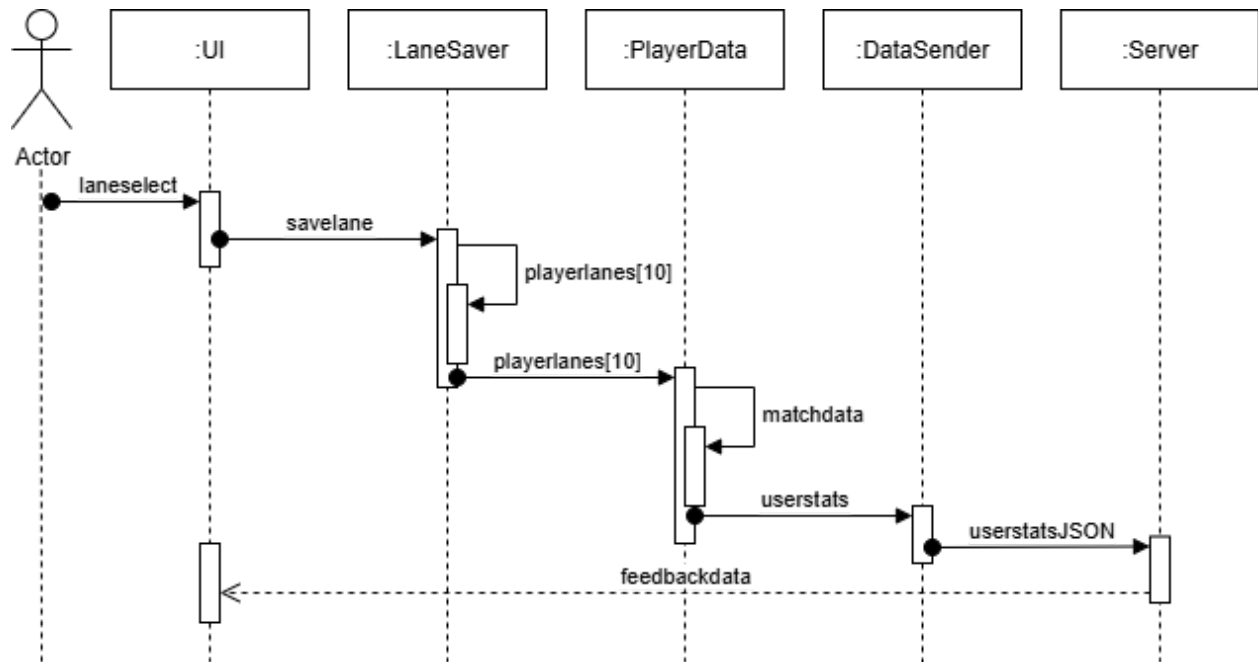 :UI
:LaneSaver
:PlayerData
:DataSender
:Server
Actor
laneselect
savelane
playerlanes[10]
playerlanes[10]
matchdata
userstats
userstatsJSON
feedbackdata